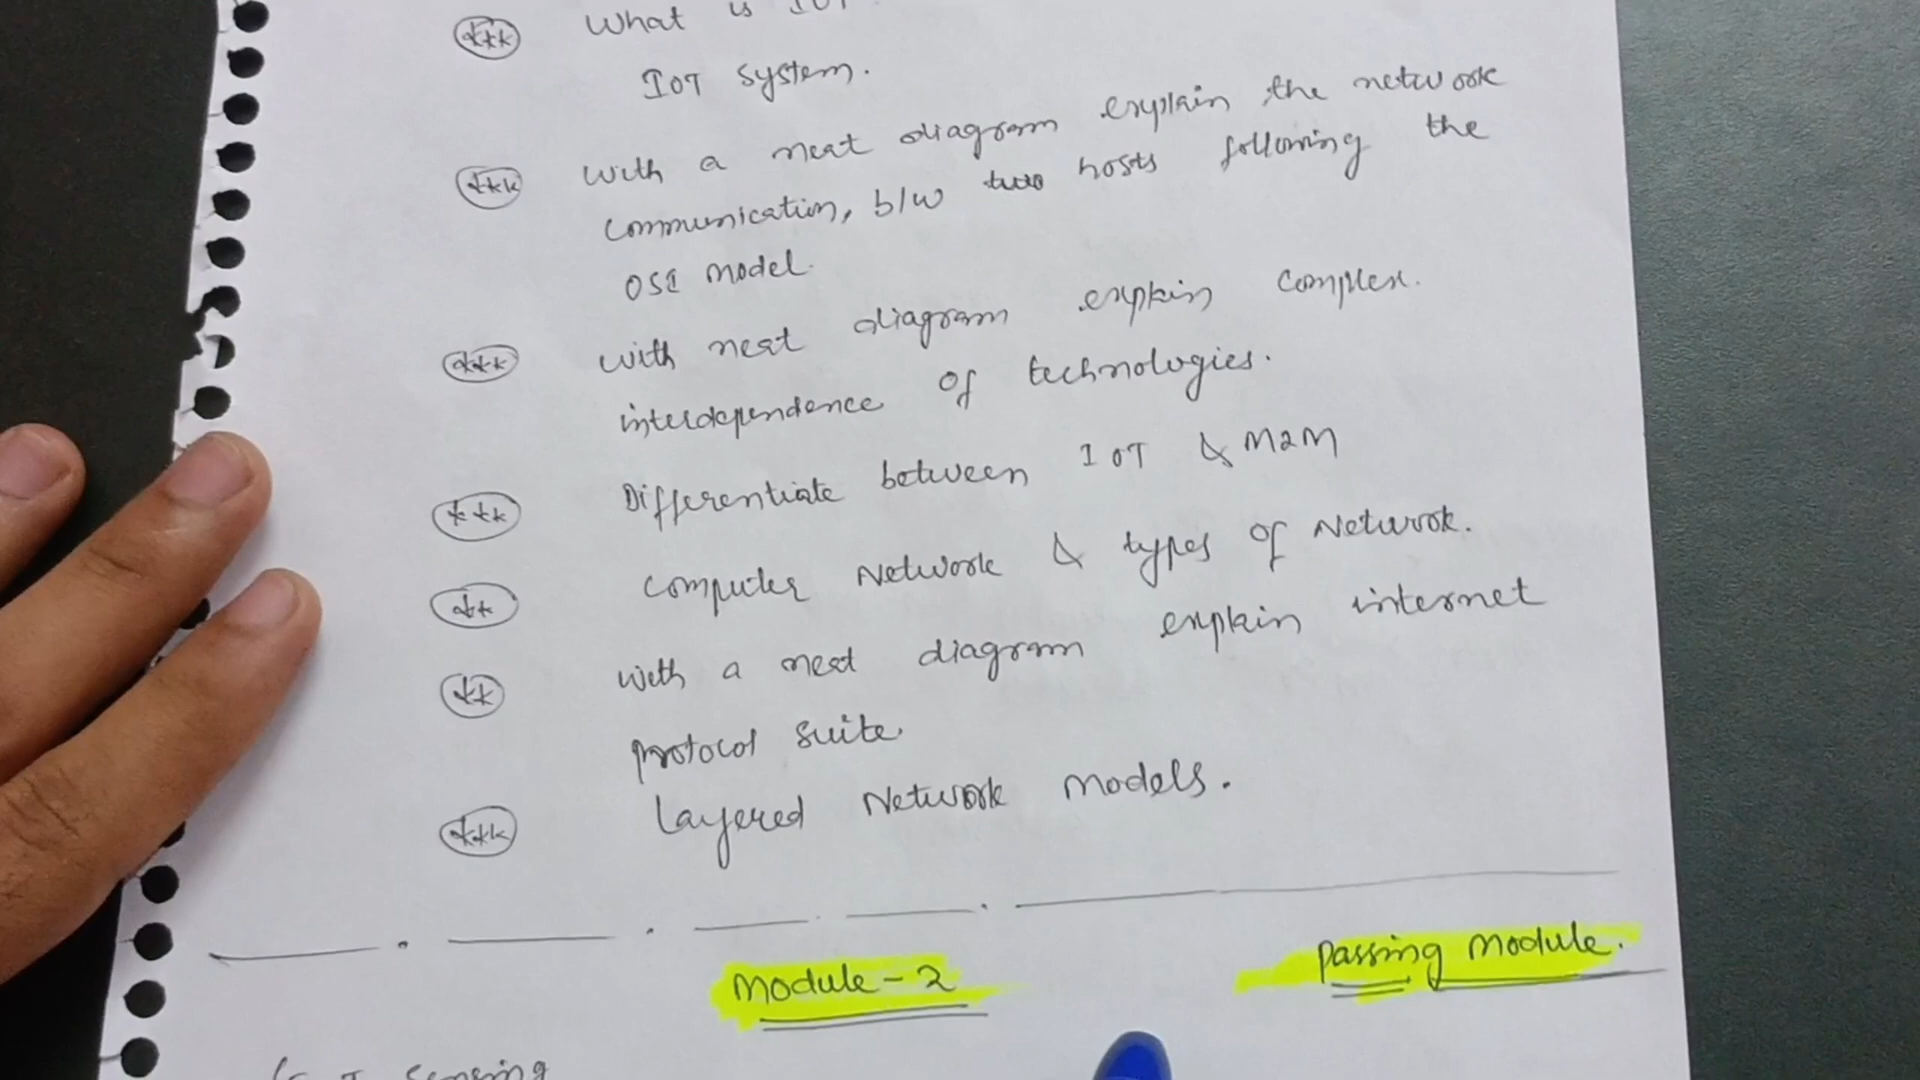 *** What is IOT
IOT system.
*** with a neat diagram explain the network
communication, b/w two hosts following the
OSI model.
*** with neat diagram explain complex.
interdependence of technologies.
*** Differentiate between IOT & M2M
** computer Network & types of Network.
** with a neat diagram explain internet
protocol suite.
*** Layered Network Models.
Module-2 Passing Module.
sensing